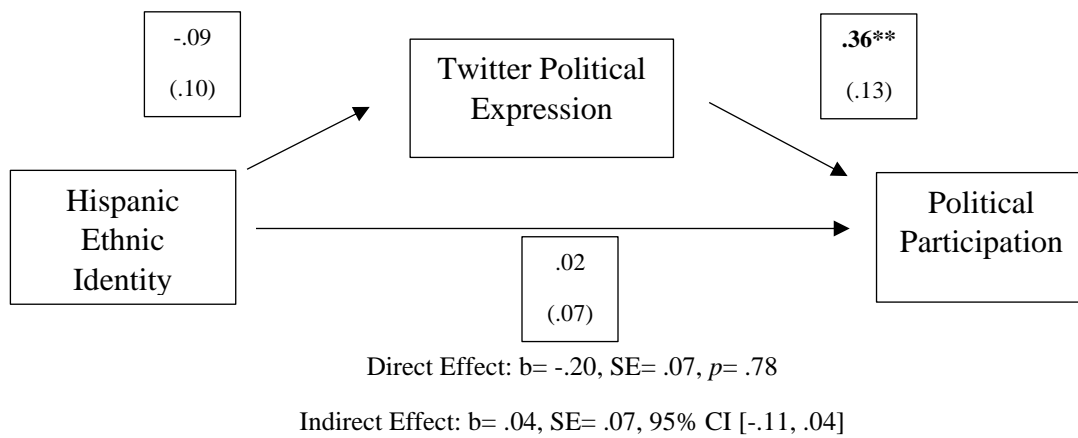 -.09
(.10)
Twitter Political
Expression
.36**
(.13)
Hispanic
Ethnic
Identity
Political
Participation
.02
(.07)
Direct Effect: b= -.20, SE= .07, p= .78
Indirect Effect: b= .04, SE= .07, 95% CI [-.11, .04]